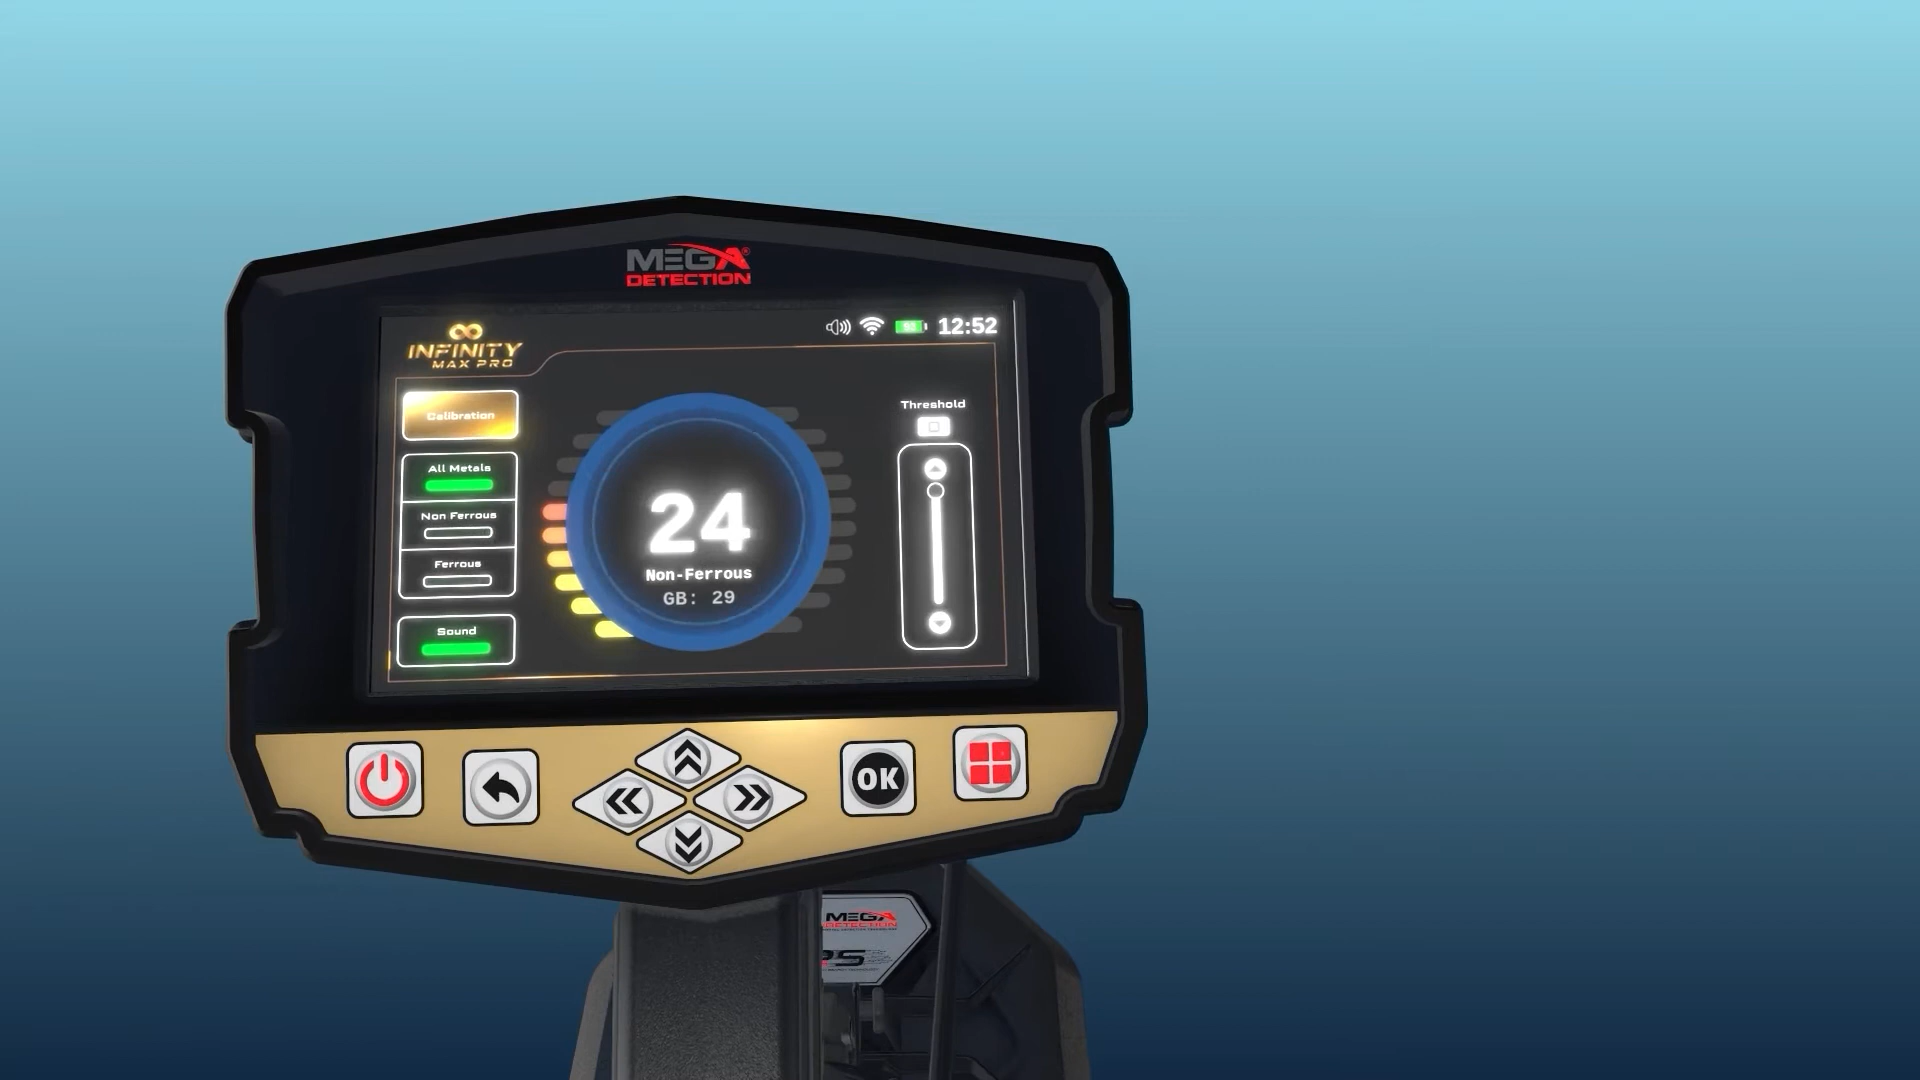 MEGA
DETECTION
INFINITY
MAX PRO
12:52
Calibration
All Metals
Non Ferrous
Ferrous
Sound
24
Non-Ferrous
GB: 29
Threshold
OK
MEGA
DETECTION